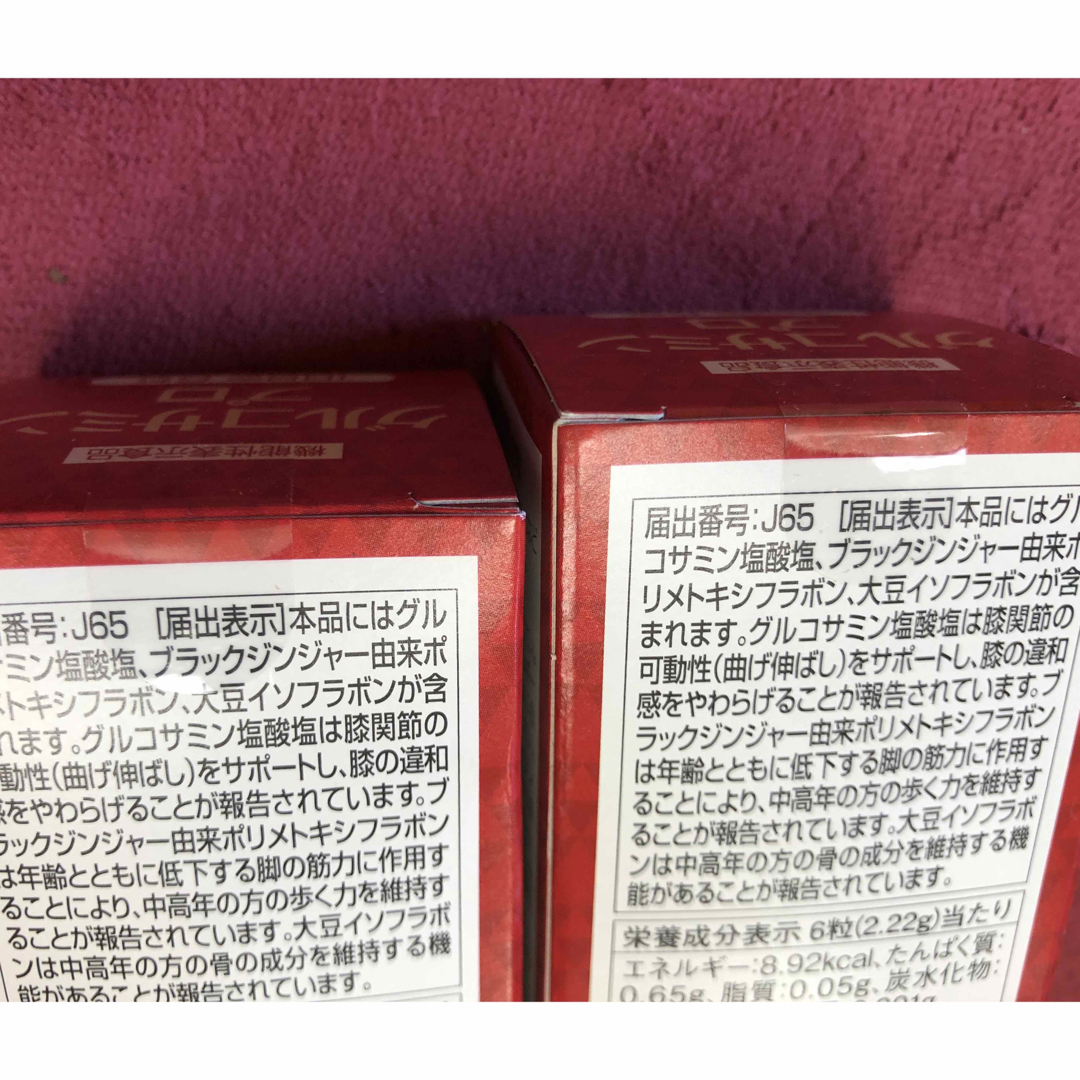 グルコサミン
プロ
機能性表示食品
番号:J65 [届出表示]本品にはグル
ミン塩酸塩、ブラックジンジャー由来ポ
トキシフラボン、大豆イソフラボンが含
れます。グルコサミン塩酸塩は膝関節の
動性(曲げ伸ばし)をサポートし、膝の違和
感をやわらげることが報告されています。ブ
ラックジンジャー由来ポリメトキシフラボン
は年齢とともに低下する脚の筋力に作用す
ることにより、中高年の方の歩く力を維持す
ることが報告されています。大豆イソフラボ
ンは中高年の方の骨の成分を維持する機
能があることが報告されています。
グルコサミン
プロ
機能性表示食品
届出番号:J65 [届出表示]本品にはグル
コサミン塩酸塩、ブラックジンジャー由来ポ
リメトキシフラボン、大豆イソフラボンが含
まれます。グルコサミン塩酸塩は膝関節の
可動性(曲げ伸ばし)をサポートし、膝の違和
感をやわらげることが報告されています。ブ
ラックジンジャー由来ポリメトキシフラボン
は年齢とともに低下する脚の筋力に作用す
ることにより、中高年の方の歩く力を維持す
ることが報告されています。大豆イソフラボ
ンは中高年の方の骨の成分を維持する機
能があることが報告されています。
栄養成分表示 6粒(2.22g)当たり
エネルギー:8.92kcal、たんぱく質:
0.65g、脂質:0.05g、炭水化物: